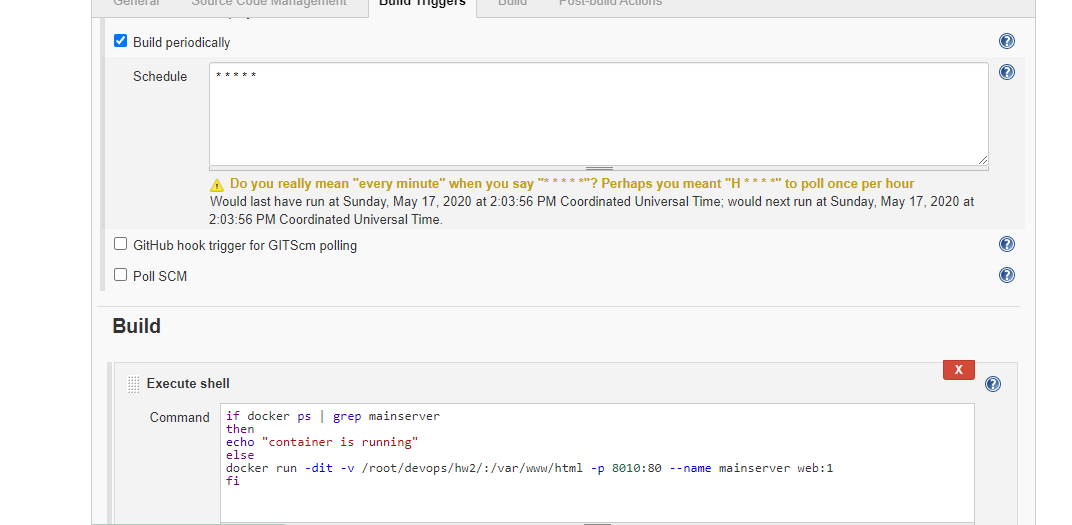 General Source Code Management Build Triggers Build Post-build Actions
Build periodically
Schedule
* * * * *
Do you really mean "every minute" when you say "* * * * *"? Perhaps you meant "H * * * *" to poll once per hour
Would last have run at Sunday, May 17, 2020 at 2:03:56 PM Coordinated Universal Time; would next run at Sunday, May 17, 2020 at
2:03:56 PM Coordinated Universal Time.
GitHub hook trigger for GITScm polling
Poll SCM
Build
X
Execute shell
Command
if docker ps | grep mainserver
then
echo "container is running"
else
docker run -dit -v /root/devops/hw2/:/var/www/html -p 8010:80 --name mainserver web:1
fi